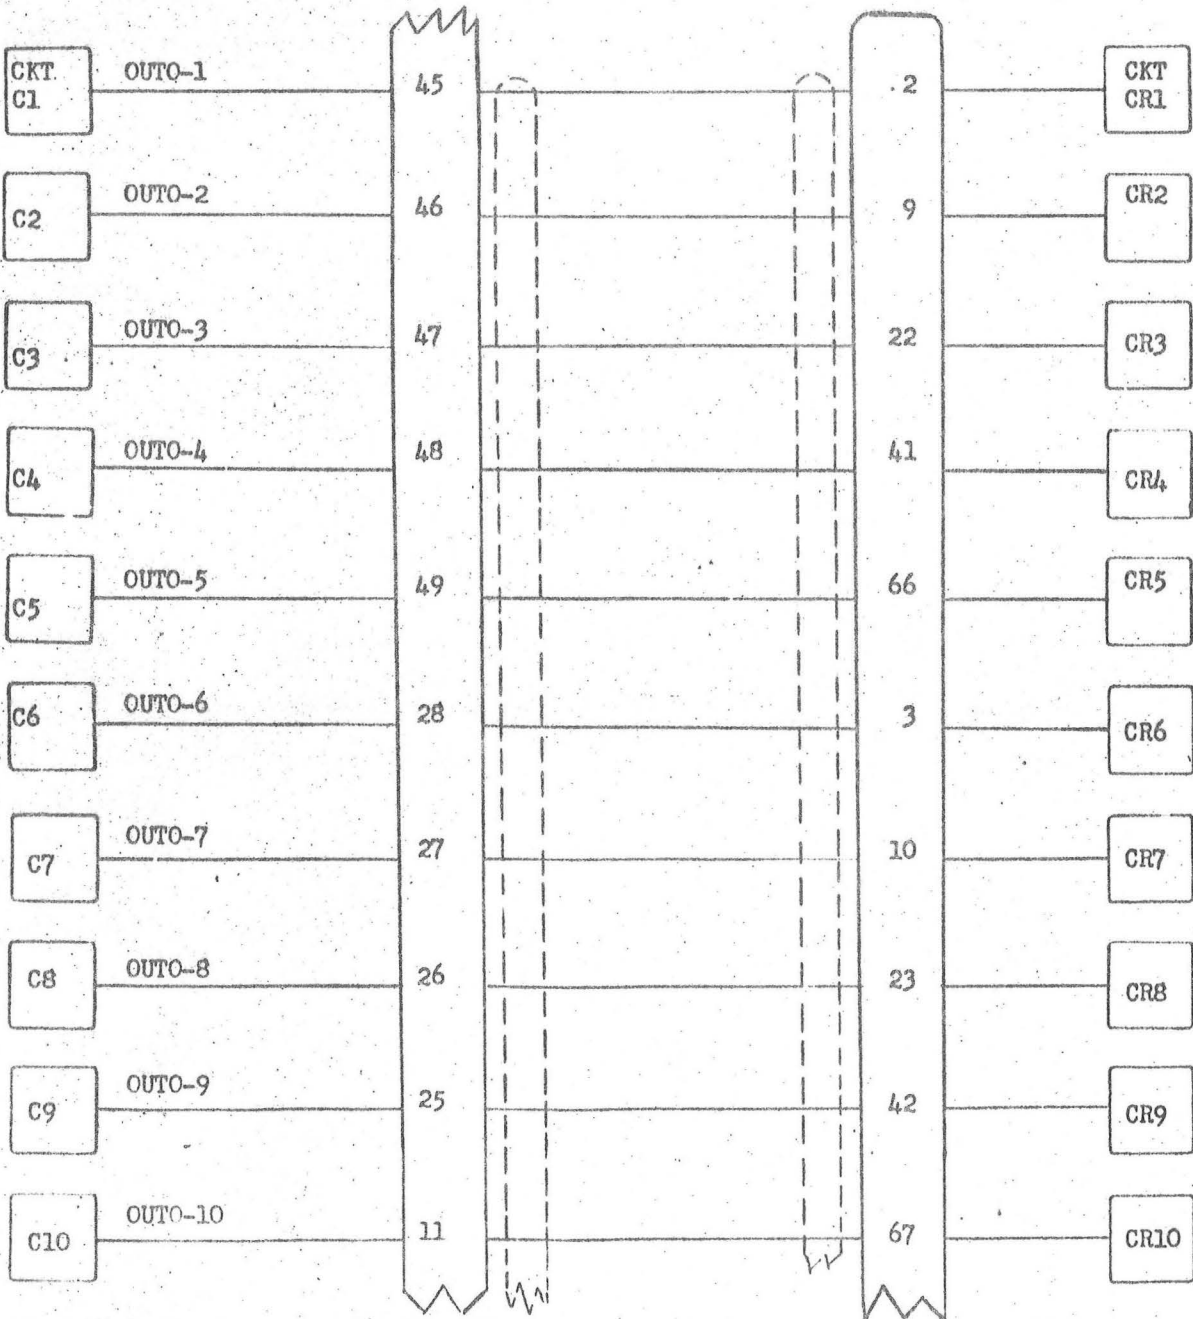 CKT. OUTO-1 45 2 CKT
C1 CR1
OUTO-2 46 9 CR2
C2
OUTO-3 47 22 CR3
C3
OUTO-4 48 41 CR4
C4
OUTO-5 49 66 CR5
C5
C6 OUTO-6 28 3 CR6
OUTO-7 27 10 CR7
C7
C8 OUTO-8 26 23 CR8
OUTO-9 25 42 CR9
C9
OUTO-10 11 67 CR10
C10